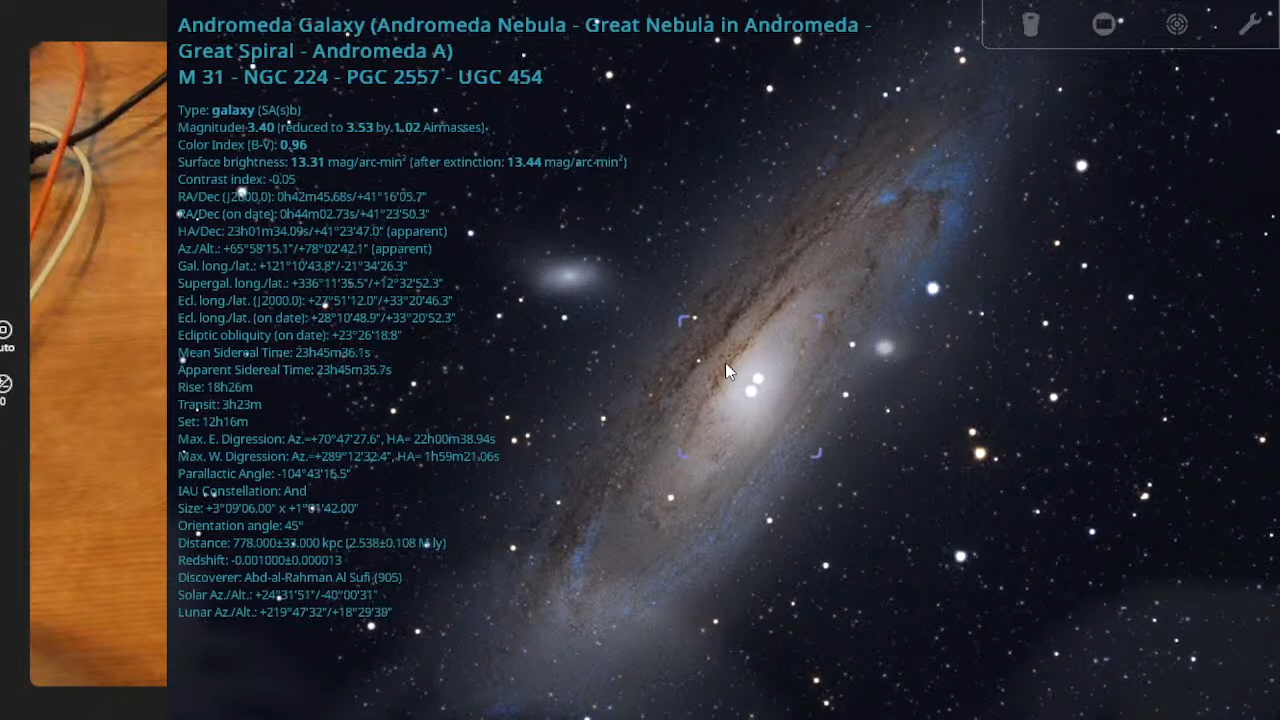 Andromeda Galaxy (Andromeda Nebula - Great Nebula in Andromeda -
Great Spiral - Andromeda A)
M 31 - NGC 224 - PGC 2557 - UGC 454
Type: galaxy (SA(s)b)
Magnitude: 3.40 (reduced to 3.53 by 1.02 Airmasses)
Color Index (B-V): 0.96
Surface brightness: 13.31 mag/arc-min² (after extinction: 13.44 mag/arc-min²)
Contrast index: -0.05
RA/Dec (J2000.0): 0h42m45.68s/+41°16'05.7"
RA/Dec (on date): 0h44m02.73s/+41°23'50.3"
HA/Dec: 23h01m34.09s/+41°23'47.0" (apparent)
Az./Alt.: +65°58'15.1"/+78°02'42.1" (apparent)
Gal. long./lat.: +121°10'43.8"/-21°34'26.3"
Supergal. long./lat.: +336°11'35.5"/+12°32'52.3"
Ecl. long./lat. (J2000.0): +27°51'12.0"/+33°20'46.3"
Ecl. long./lat. (on date): +28°10'48.9"/+33°20'52.3"
Ecliptic obliquity (on date): +23°26'18.8"
Mean Sidereal Time: 23h45m36.1s
Apparent Sidereal Time: 23h45m35.7s
Rise: 18h26m
Transit: 3h23m
Set: 12h16m
Max. E. Digression: Az.=+70°47'27.6", HA= 22h00m38.94s
Max. W. Digression: Az.=+289°12'32.4", HA= 1h59m21.06s
Parallactic Angle: -104°43'16.5"
IAU Constellation: And
Size: +3°09'06.00" x +1°01'42.00"
Orientation angle: 45°
Distance: 778.000±33.000 kpc (2.538±0.108 M ly)
Redshift: -0.001000±0.000013
Discoverer: Abd-al-Rahman Al Sufi (905)
Solar Az./Alt.: +24°31'51"/-40°00'31"
Lunar Az./Alt.: +219°47'32"/+18°29'39"
0